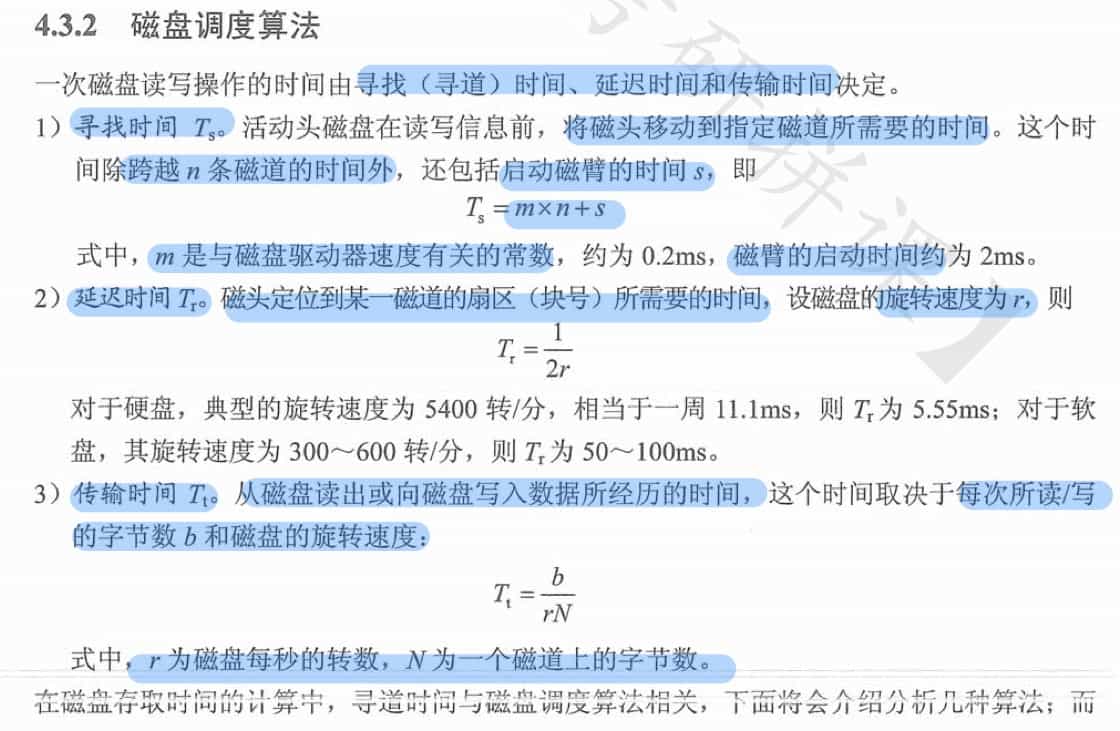 4.3.2 磁盘调度算法
一次磁盘读写操作的时间由寻找（寻道）时间、延迟时间和传输时间决定。
1）寻找时间 Ts。活动头磁盘在读写信息前，将磁头移动到指定磁道所需要的时间。这个时
间除跨越 n 条磁道的时间外，还包括启动磁臂的时间 s，即
Ts = m×n+s
式中，m 是与磁盘驱动器速度有关的常数，约为 0.2ms，磁臂的启动时间约为 2ms。
2）延迟时间 Tr。磁头定位到某一磁道的扇区（块号）所需要的时间，设磁盘的旋转速度为 r，则
Tr = 1/2r
对于硬盘，典型的旋转速度为 5400 转/分，相当于一周 11.1ms，则 Tr 为 5.55ms；对于软
盘，其旋转速度为 300～600 转/分，则 Tr 为 50～100ms。
3）传输时间 Tt。从磁盘读出或向磁盘写入数据所经历的时间，这个时间取决于每次所读/写
的字节数 b 和磁盘的旋转速度：
Tt = b/rN
式中，r 为磁盘每秒的转数，N 为一个磁道上的字节数。
在磁盘存取时间的计算中，寻道时间与磁盘调度算法相关，下面将会介绍分析几种算法；而
研拼课】